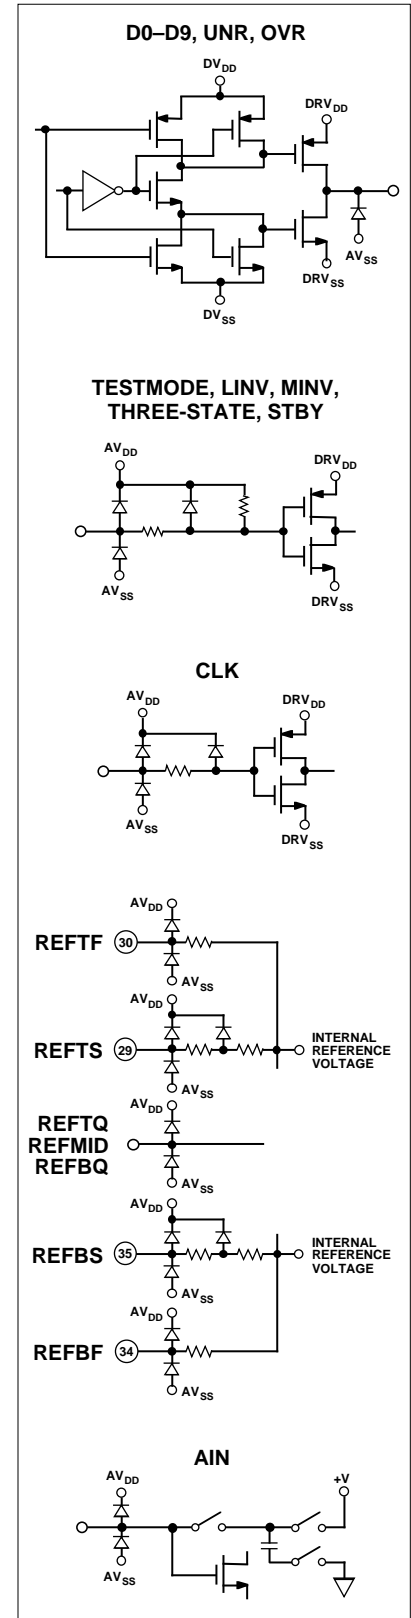 D0–D9, UNR, OVR
DVDD
DRVDD
DRVSS
AVSS
DVSS
TESTMODE, LINV, MINV,
THREE-STATE, STBY
AVDD
DRVDD
AVSS
DRVSS
CLK
AVDD
DRVDD
AVSS
DRVSS
AVDD
REFTF
30
AVSS
AVDD
REFTS
29
INTERNAL
REFERENCE
VOLTAGE
AVSS
REFTQ
REFMID
REFBQ
AVDD
AVSS
AVDD
REFBS
35
INTERNAL
REFERENCE
VOLTAGE
AVSS
AVDD
REFBF
34
AVSS
AIN
AVDD
+V
AVSS